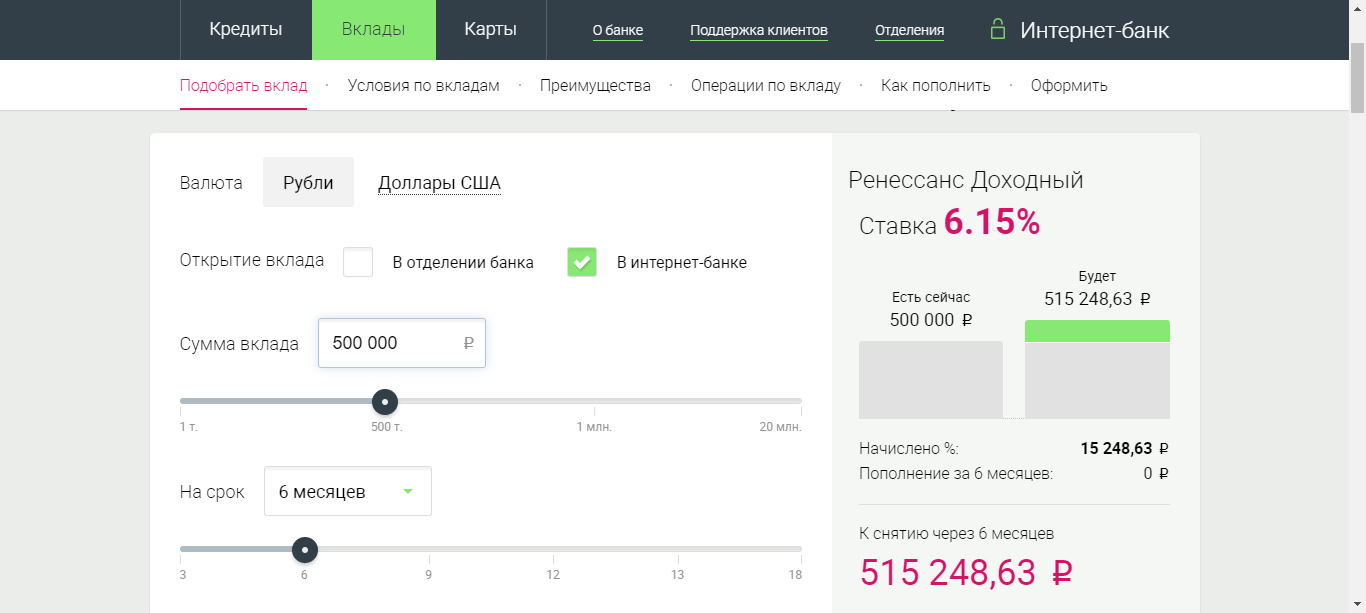 Кредиты Вклады Карты О банке Поддержка клиентов Отделения Интернет-банк
Подобрать вклад · Условия по вкладам · Преимущества · Операции по вкладу · Как пополнить · Оформить
Валюта Рубли Доллары США
Открытие вклада В отделении банка В интернет-банке
Сумма вклада 500 000 ₽
1 т. 500 т. 1 млн. 20 млн.
На срок 6 месяцев
3 6 9 12 13 18
Ренессанс Доходный
Ставка 6.15%
Есть сейчас
500 000 ₽
Будет
515 248,63 ₽
Начислено %: 15 248,63 ₽
Пополнение за 6 месяцев: 0 ₽
К снятию через 6 месяцев
515 248,63 ₽